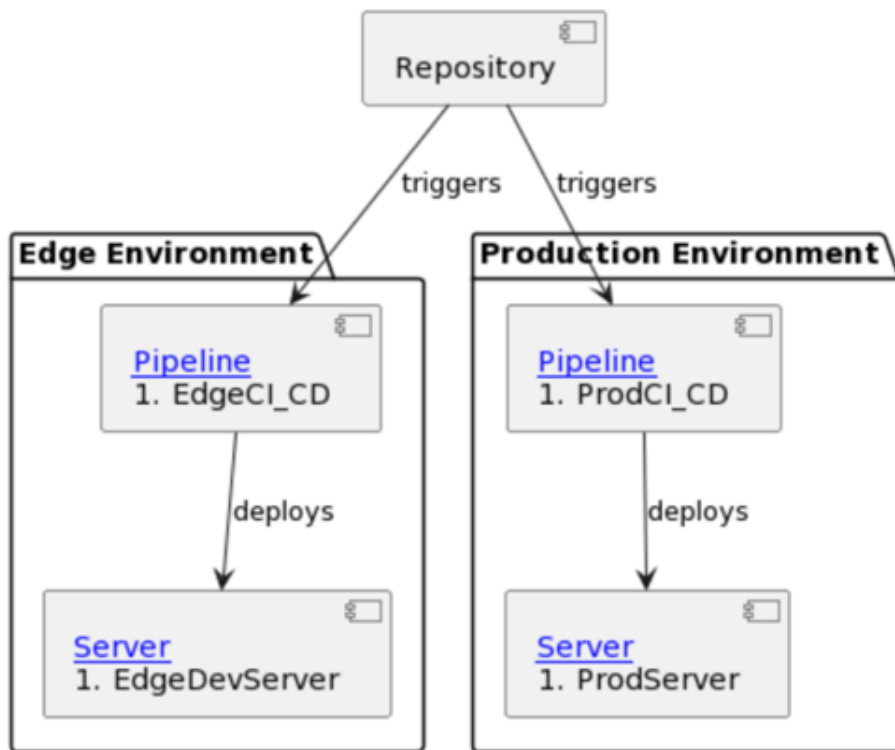 Repository
triggers
triggers
Edge Environment
Production Environment
Pipeline
1. EdgeCI_CD
Pipeline
1. ProdCI_CD
deploys
deploys
Server
1. EdgeDevServer
Server
1. ProdServer